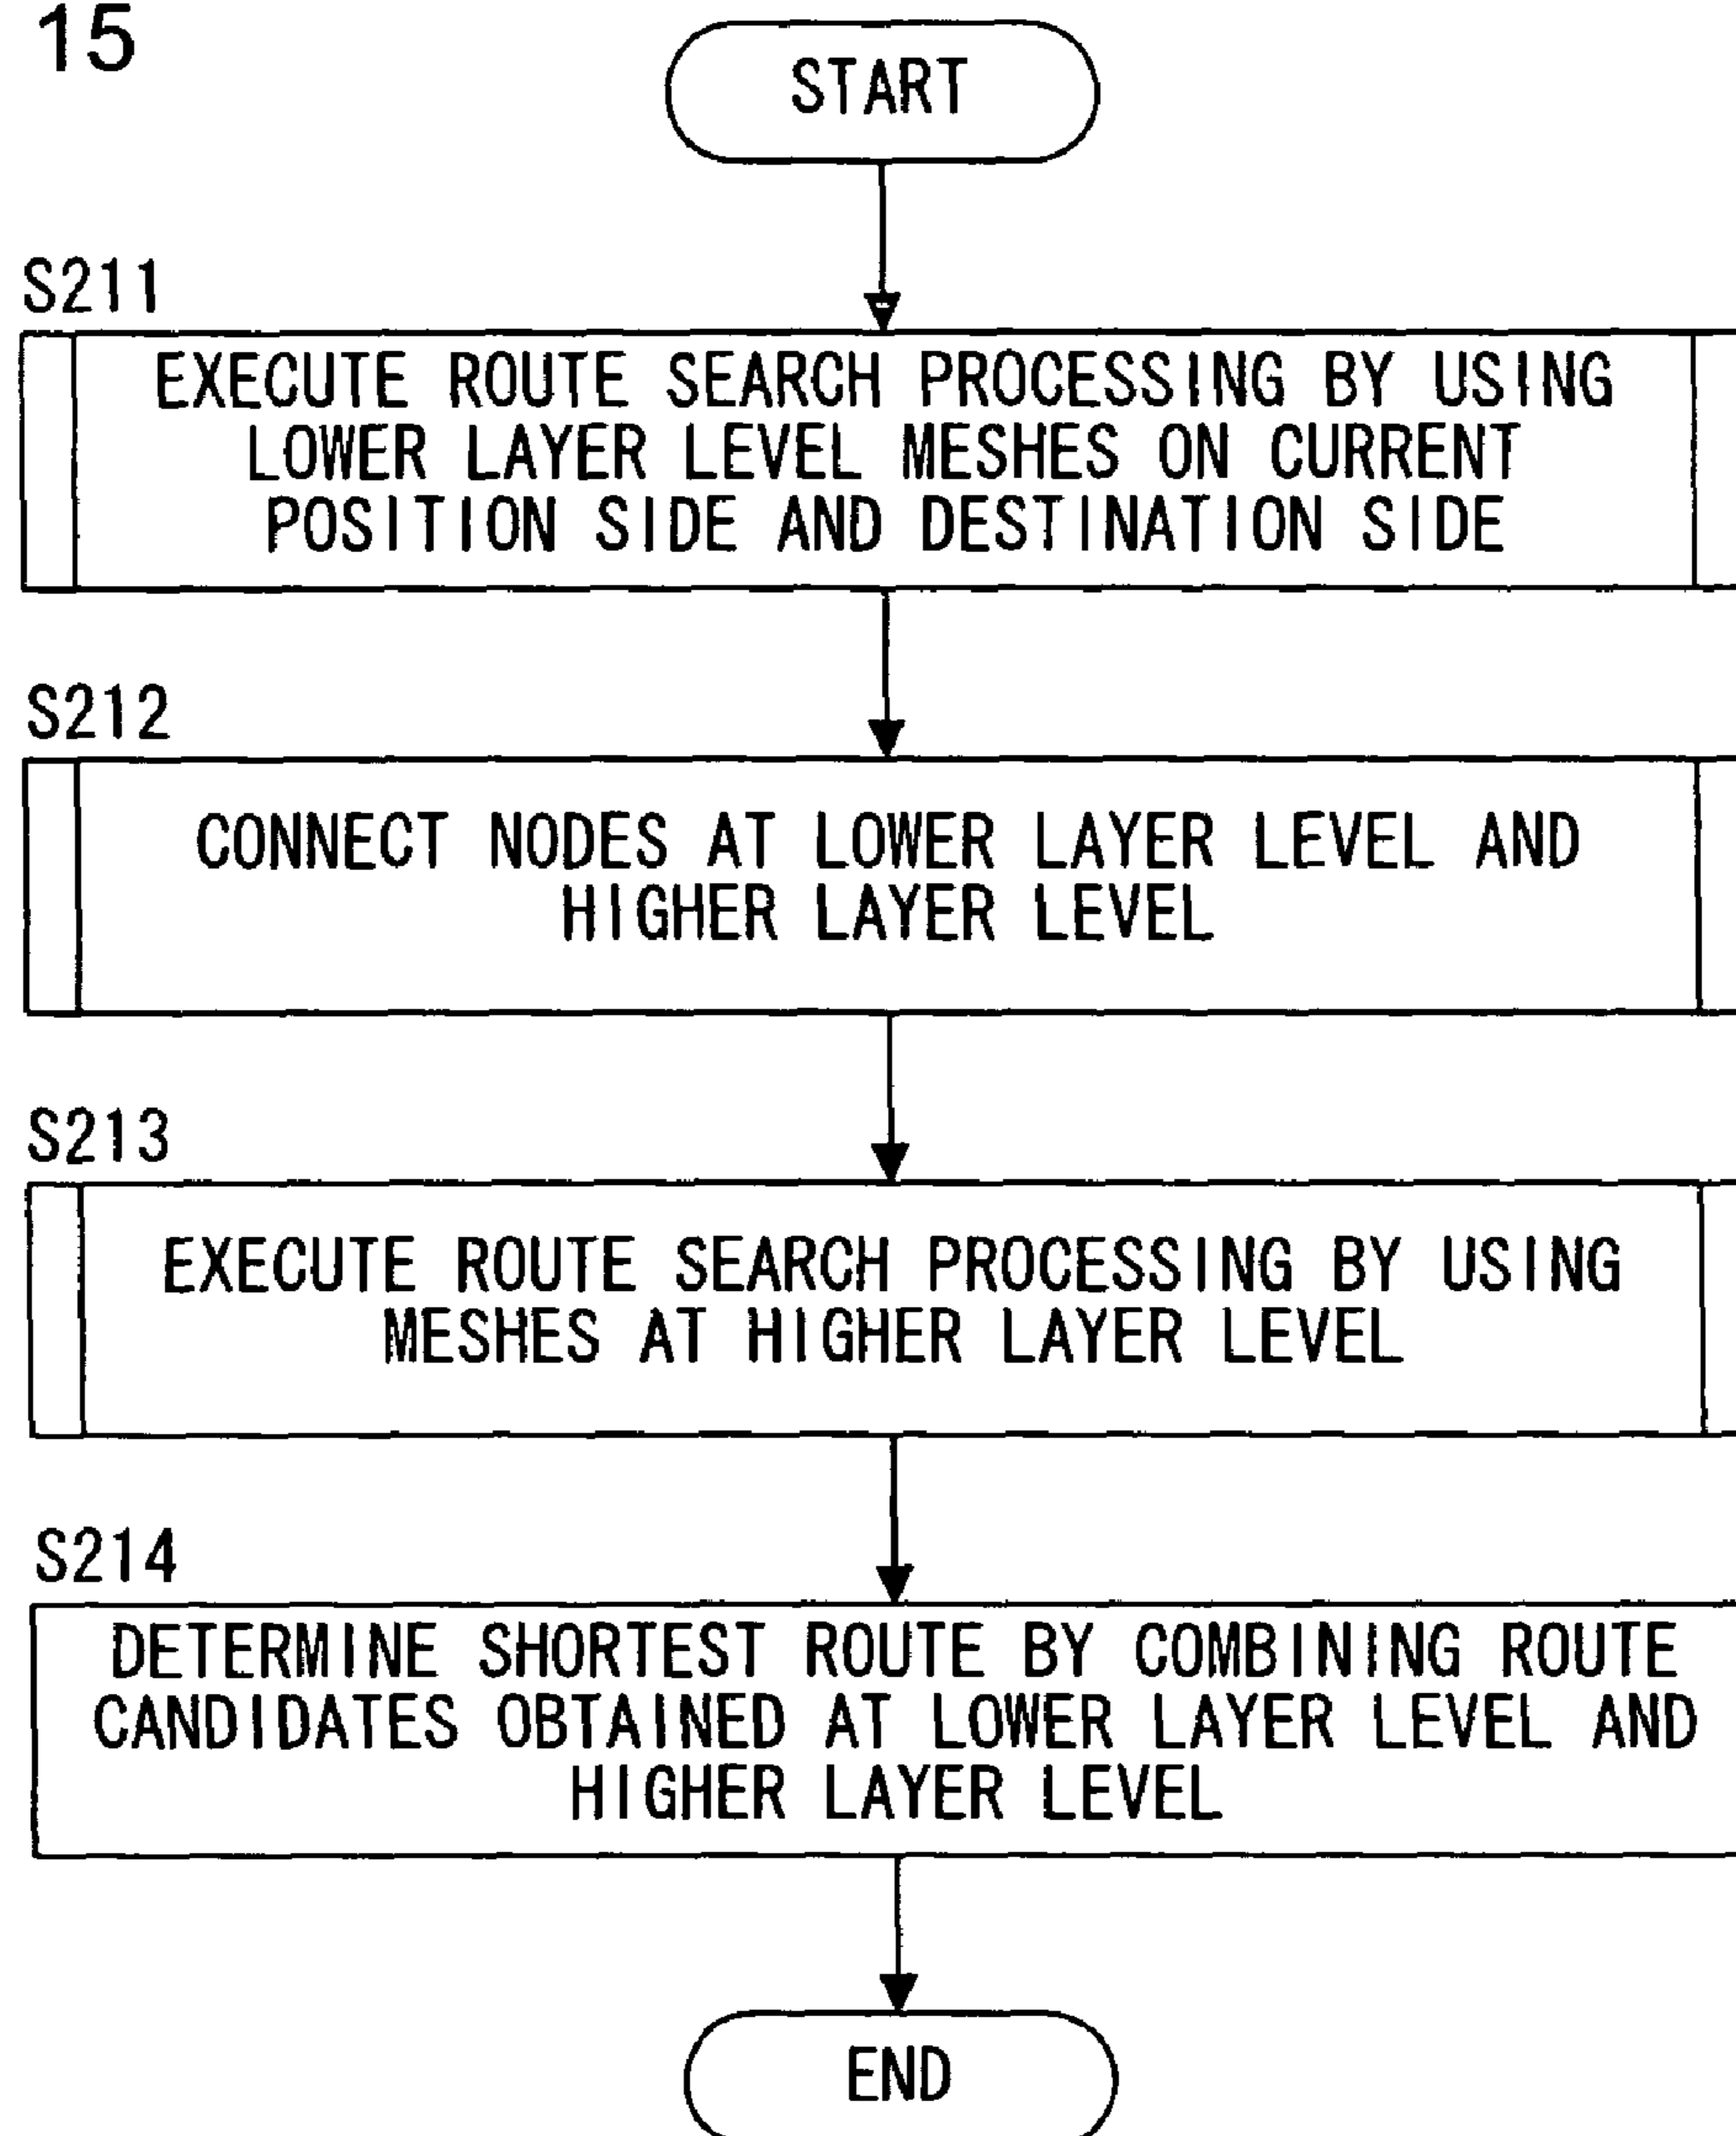 15
START
S211
EXECUTE ROUTE SEARCH PROCESSING BY USING
LOWER LAYER LEVEL MESHES ON CURRENT
POSITION SIDE AND DESTINATION SIDE
S212
CONNECT NODES AT LOWER LAYER LEVEL AND
HIGHER LAYER LEVEL
S213
EXECUTE ROUTE SEARCH PROCESSING BY USING
MESHES AT HIGHER LAYER LEVEL
S214
DETERMINE SHORTEST ROUTE BY COMBINING ROUTE
CANDIDATES OBTAINED AT LOWER LAYER LEVEL AND
HIGHER LAYER LEVEL
END